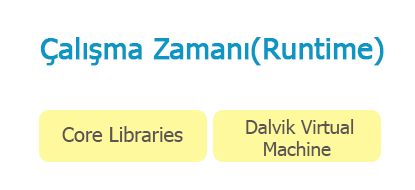 Çalışma Zamanı(Runtime)
Core Libraries
Dalvik Virtual
Machine